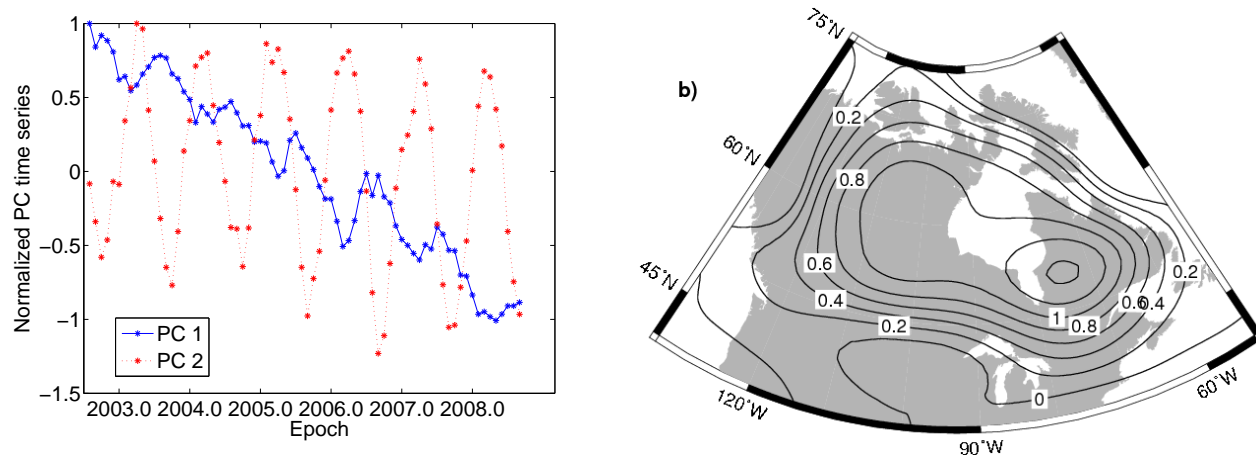 1
0.5
0
−0.5
−1
−1.5
Normalized PC time series
PC 1
PC 2
2003.0 2004.0 2005.0 2006.0 2007.0 2008.0
Epoch
b)
75°N
60°N
45°N
120°W
90°W
60°W
0.2
0.8
0.6
0.4
0.2
0.2
0.6
0.4
1
0.8
0